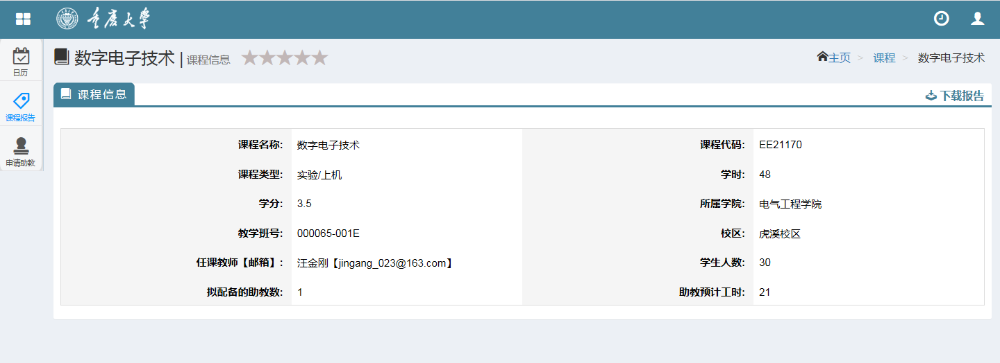 重庆大学
日历
课程报告
申请助教
数字电子技术 | 课程信息
主页 > 课程 > 数字电子技术
课程信息
下载报告
课程名称: 数字电子技术 课程代码: EE21170
课程类型: 实验/上机 学时: 48
学分: 3.5 所属学院: 电气工程学院
教学班号: 000065-001E 校区: 虎溪校区
任课教师【邮箱】: 汪金刚【jingang_023@163.com】 学生人数: 30
拟配备的助教数: 1 助教预计工时: 21